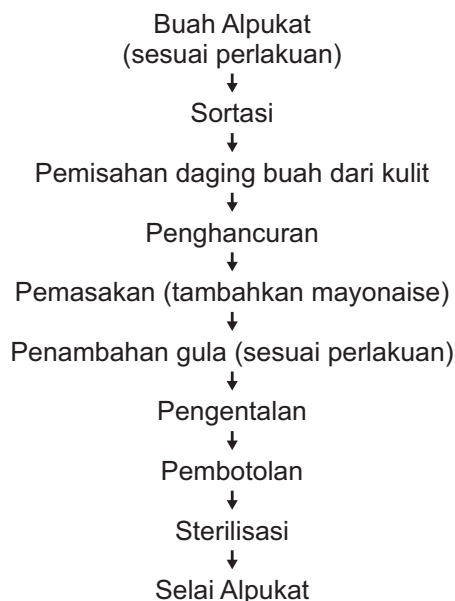 Buah Alpukat
(sesuai perlakuan)
Sortasi
Pemisahan daging buah dari kulit
Penghancuran
Pemasakan (tambahkan mayonaise)
Penambahan gula (sesuai perlakuan)
Pengentalan
Pembotolan
Sterilisasi
Selai Alpukat